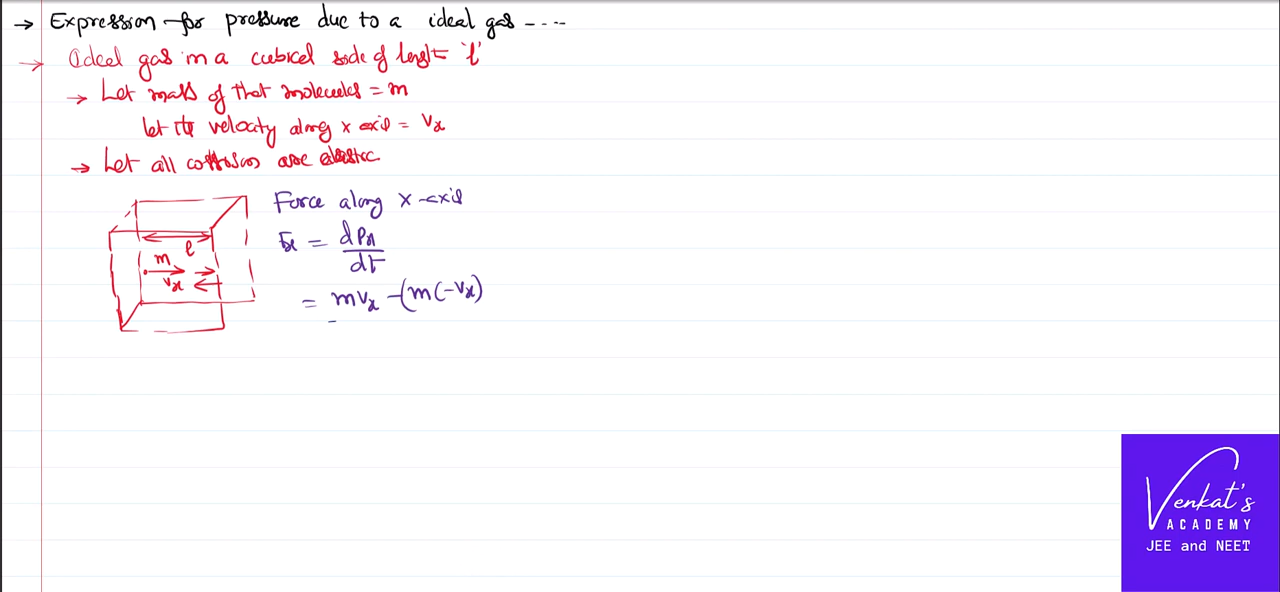 → Expression for pressure due to a ideal gas ----
→ Ideal gas in a cubical side of lengt 'l'
→ Let mass of that molecules = m
let its velocity along x axis = vx
→ Let all collision are elastic
l
m
vx
Force along x-axis
Fx = dPx
dt
= mvx -(m(-vx)
Venkat's
ACADEMY
JEE and NEET